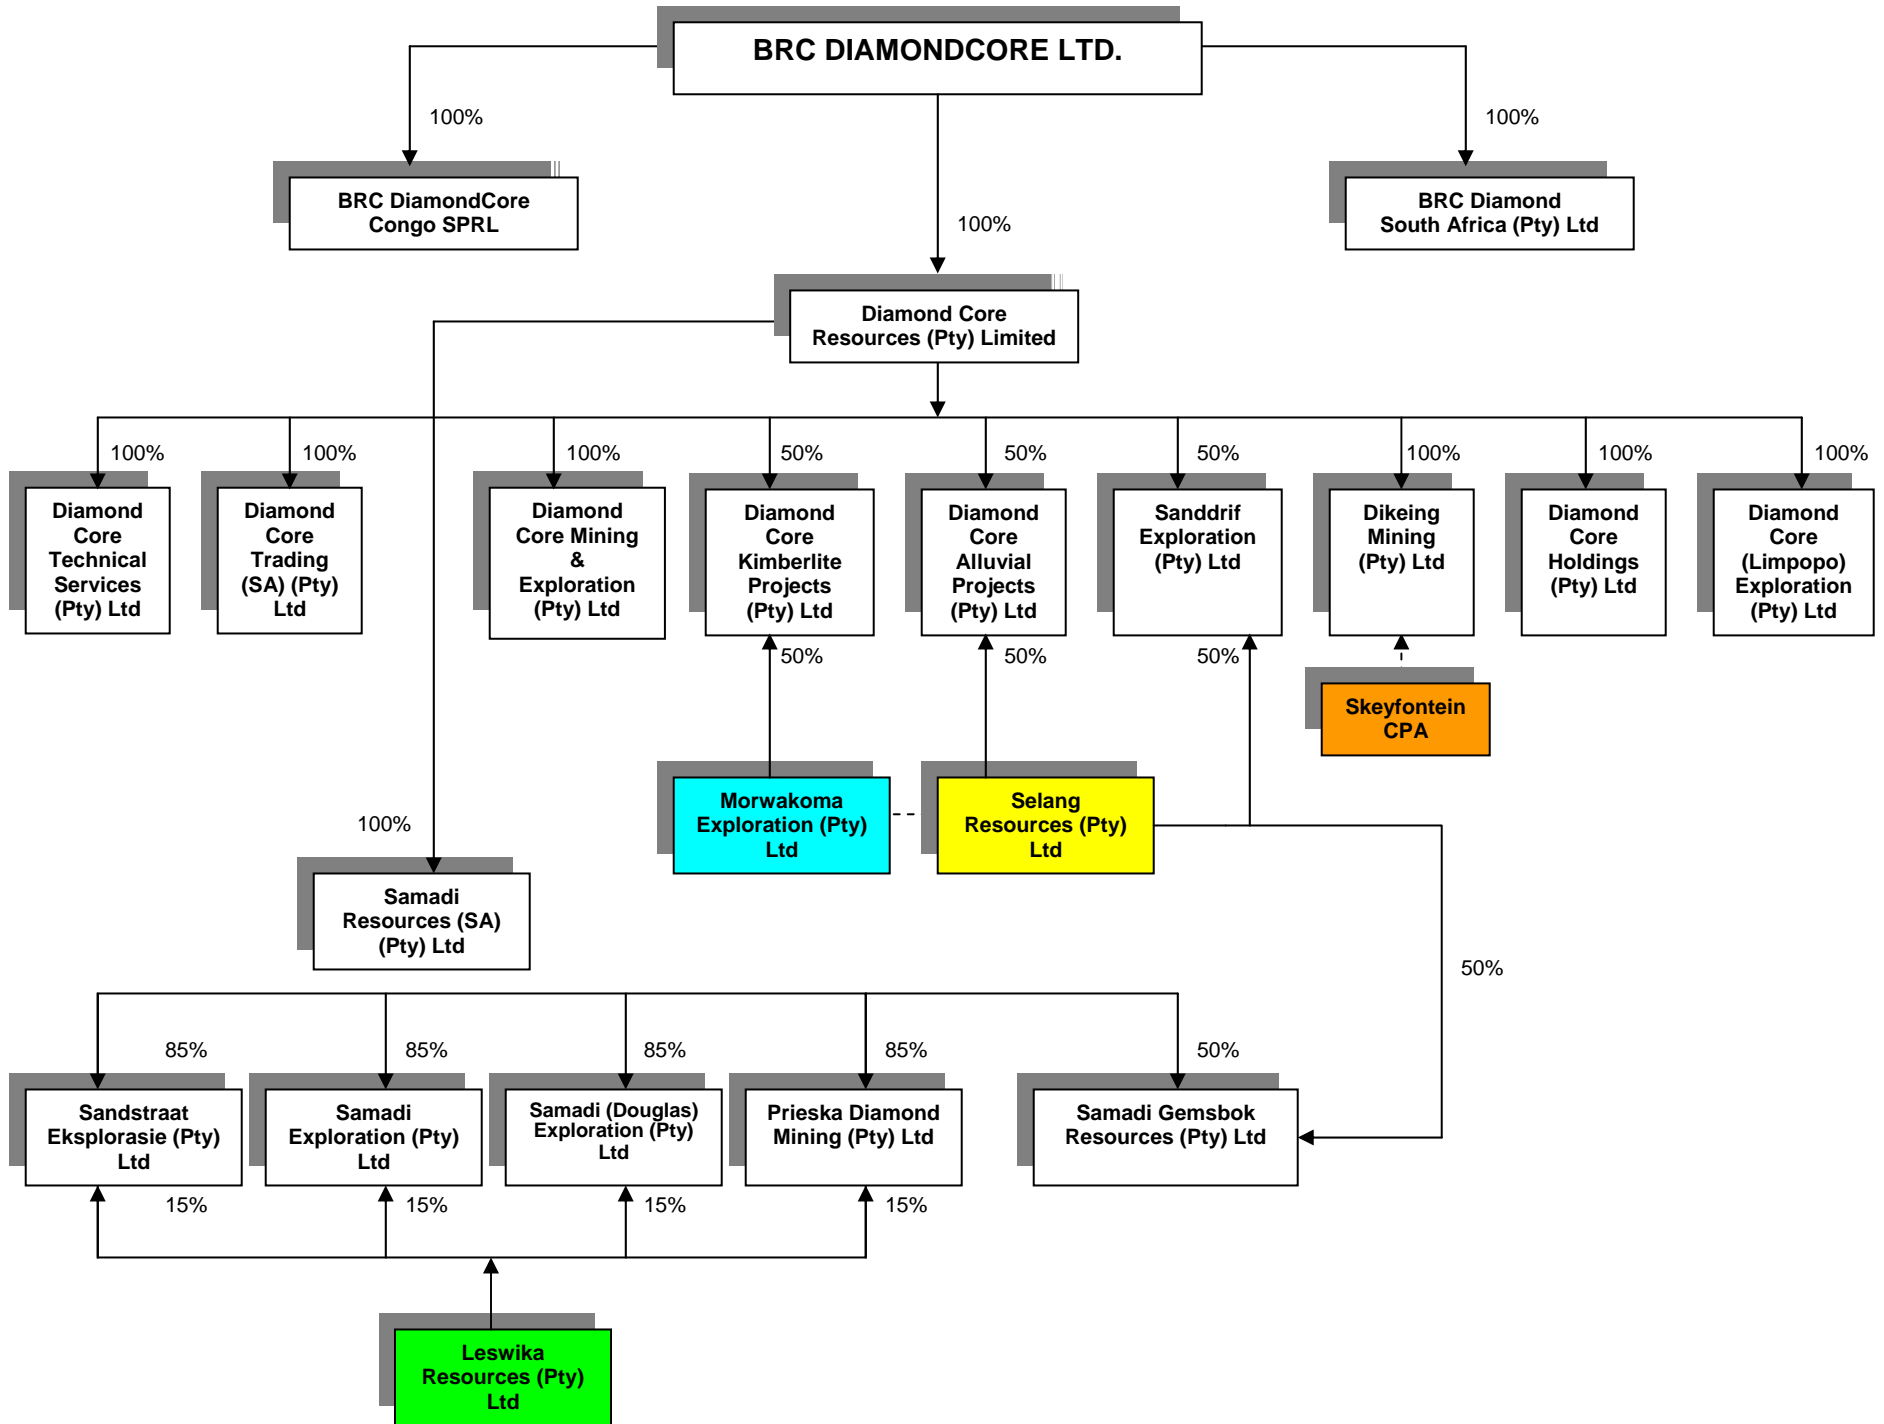 BRC DIAMONDCORE LTD.
100%
100%
BRC DiamondCore
Congo SPRL
BRC Diamond
South Africa (Pty) Ltd
100%
Diamond Core
Resources (Pty) Limited
100%
100%
100%
50%
50%
50%
100%
100%
100%
Diamond
Core
Technical
Services
(Pty) Ltd
Diamond
Core
Trading
(SA) (Pty)
Ltd
Diamond
Core Mining
&
Exploration
(Pty) Ltd
Diamond
Core
Kimberlite
Projects
(Pty) Ltd
Diamond
Core
Alluvial
Projects
(Pty) Ltd
Sanddrif
Exploration
(Pty) Ltd
Dikeing
Mining
(Pty) Ltd
Diamond
Core
Holdings
(Pty) Ltd
Diamond
Core
(Limpopo)
Exploration
(Pty) Ltd
50%
50%
50%
Skeyfontein
CPA
Morwakoma
Exploration (Pty)
Ltd
Selang
Resources (Pty)
Ltd
100%
Samadi
Resources (SA)
(Pty) Ltd
50%
85%
85%
85%
85%
50%
Sandstraat
Eksplorasie (Pty)
Ltd
Samadi
Exploration (Pty)
Ltd
Samadi (Douglas)
Exploration (Pty)
Ltd
Prieska Diamond
Mining (Pty) Ltd
Samadi Gemsbok
Resources (Pty) Ltd
15%
15%
15%
15%
Leswika
Resources (Pty)
Ltd